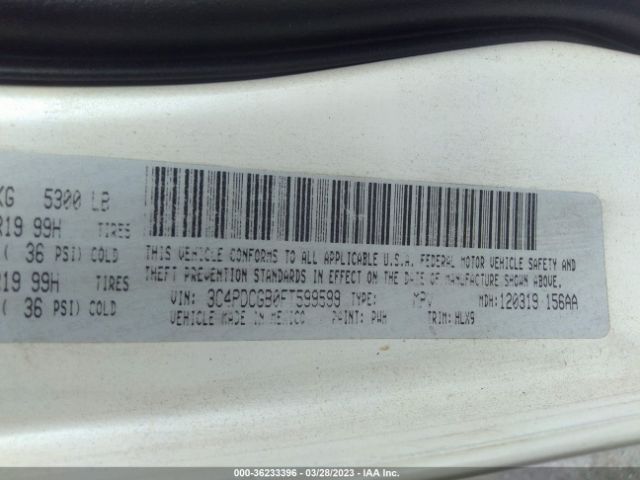 KG 5300 LB
R19 99H TIRES
( 36 PSI) COLD
R19 99H TIRES
( 36 PSI) COLD
THIS VEHICLE CONFORMS TO ALL APPLICABLE U.S.A. FEDERAL MOTOR VEHICLE SAFETY AND
THEFT PREVENTION STANDARDS IN EFFECT ON THE DATE OF MANUFACTURE SHOWN ABOVE.
VIN: 3C4PDCGB0FT599599 TYPE: MPV MDH:120319 156AA
VEHICLE MADE IN MEXICO PAINT: PWH TRIM:HLX9
000-36233396 - 03/28/2023 - IAA Inc.